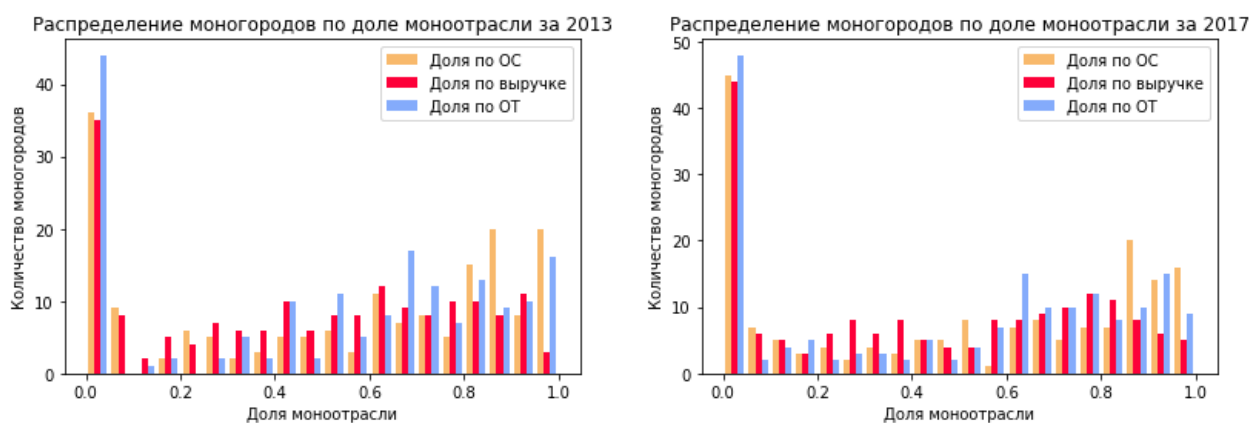 Распределение моногородов по доле моноотрасли за 2013
Доля по ОС
Доля по выручке
Доля по ОТ
Количество моногородов
40
30
20
10
0
0.0 0.2 0.4 0.6 0.8 1.0
Доля моноотрасли
Распределение моногородов по доле моноотрасли за 2017
Доля по ОС
Доля по выручке
Доля по ОТ
Количество моногородов
50
40
30
20
10
0
0.0 0.2 0.4 0.6 0.8 1.0
Доля моноотрасли